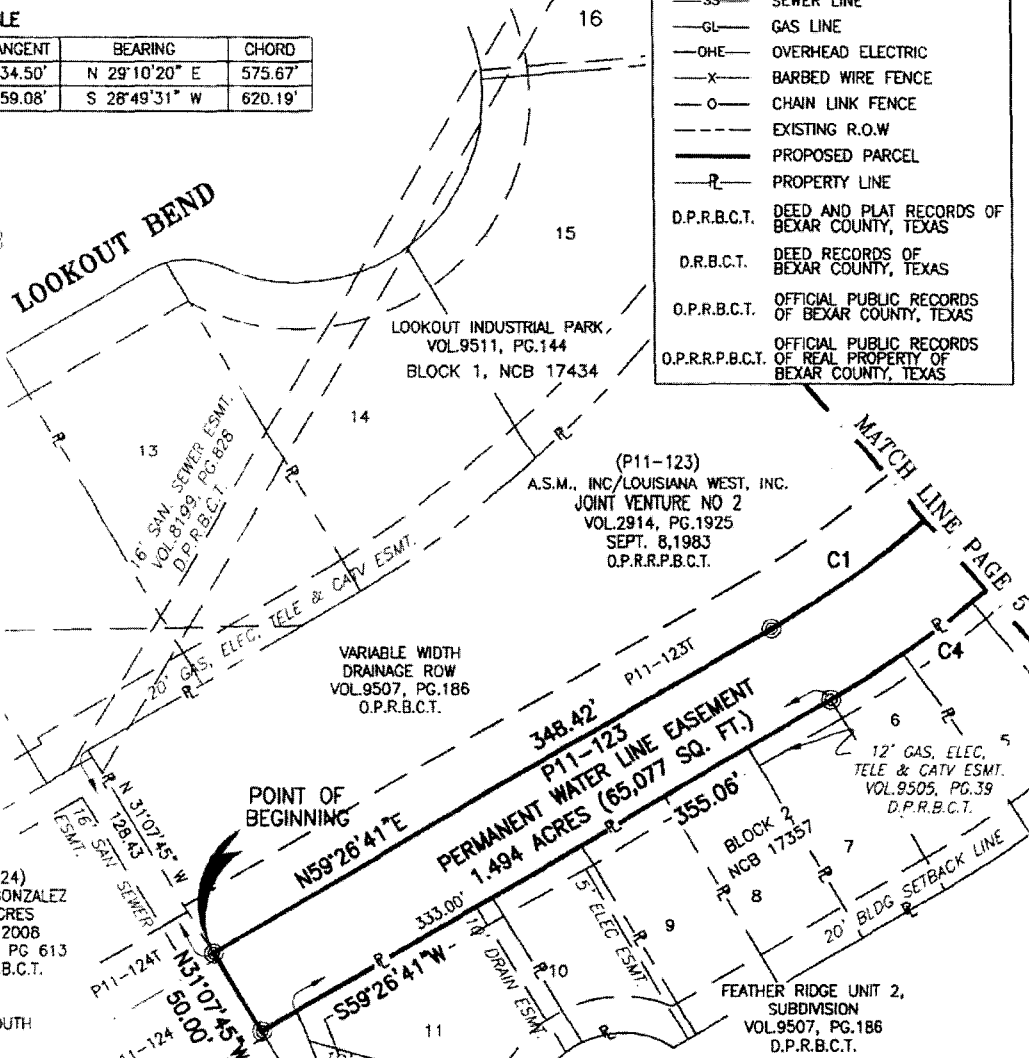 ANGENT BEARING CHORD
34.50' N 29°10'20" E 575.67'
59.08' S 28°49'31" W 620.19'
16
SEWER LINE
GL GAS LINE
OHE OVERHEAD ELECTRIC
X BARBED WIRE FENCE
O CHAIN LINK FENCE
EXISTING R.O.W
PROPOSED PARCEL
PL PROPERTY LINE
D.P.R.B.C.T. DEED AND PLAT RECORDS OF
BEXAR COUNTY, TEXAS
D.R.B.C.T. DEED RECORDS OF
BEXAR COUNTY, TEXAS
O.P.R.B.C.T. OFFICIAL PUBLIC RECORDS
OF BEXAR COUNTY, TEXAS
O.P.R.R.P.B.C.T. OFFICIAL PUBLIC RECORDS
OF REAL PROPERTY OF
BEXAR COUNTY, TEXAS
LOOKOUT BEND
15
LOOKOUT INDUSTRIAL PARK
VOL.9511, PG.144
BLOCK 1, NCB 17434
14
13
16' SAN. SEWER ESMT.
VOL.8199, PG.828
D.P.R.B.C.T.
MATCH LINE PAGE 5
(P11-123)
A.S.M., INC/LOUISIANA WEST, INC.
JOINT VENTURE NO 2
VOL.2914, PG.1925
SEPT. 8,1983
O.P.R.R.P.B.C.T.
C1
20' GAS, ELEC, TELE & CATV ESMT.
VARIABLE WIDTH
DRAINAGE ROW
VOL.9507, PG.186
O.P.R.B.C.T.
P11-123T
C4
348.42'
P11-123
PERMANENT WATER LINE EASEMENT
1.494 ACRES (65,077 SQ. FT.)
N59°26'41"E
355.06'
333.00'
S59°26'41"W
POINT OF
BEGINNING
N 31°07'45" W
128.43
16' SAN SEWER
ESMT.
24)
GONZALEZ
CRES
2008
PG 613
B.C.T.
P11-124T
N31°07'45"W
50.00'
11-124
OUTH
5
6
12' GAS, ELEC,
TELE & CATV ESMT.
VOL.9505, PG.39
D.P.R.B.C.T.
BLOCK 2
NCB 17357
7
8
20' BLDG SETBACK LINE
9
5' ELEC ESMT.
10
DRAIN ESMT.
11
FEATHER RIDGE UNIT 2,
SUBDIVISION
VOL.9507, PG.186
D.P.R.B.C.T.